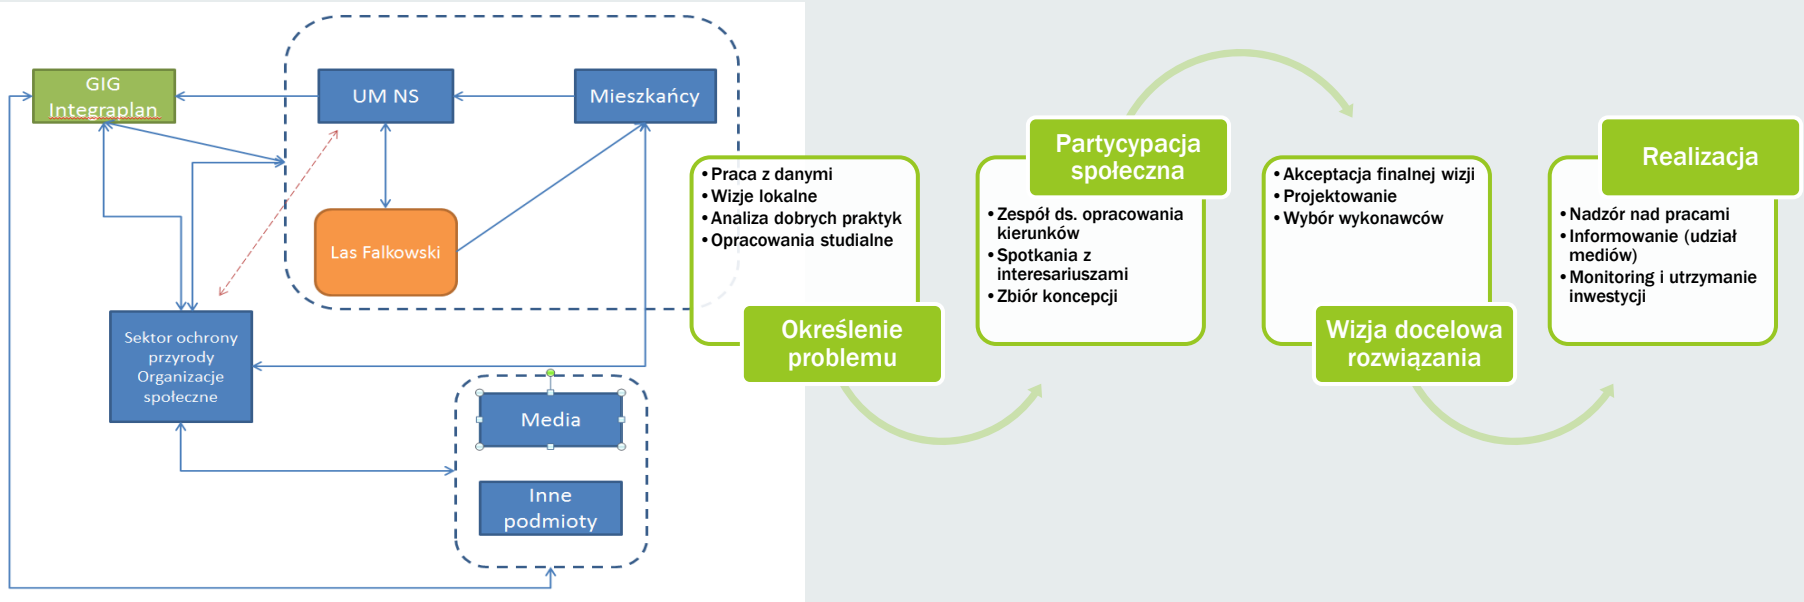 GIG
Integraplan
UM NS
Mieszkańcy
Las Falkowski
Sektor ochrony
przyrody
Organizacje
społeczne
Media
Inne
podmioty
•Praca z danymi
•Wizje lokalne
•Analiza dobrych praktyk
•Opracowania studialne
Określenie
problemu
Partycypacja
społeczna
•Zespół ds. opracowania
kierunków
•Spotkania z
interesariuszami
•Zbiór koncepcji
•Akceptacja finalnej wizji
•Projektowanie
•Wybór wykonawców
Wizja docelowa
rozwiązania
Realizacja
•Nadzór nad pracami
•Informowanie (udział
mediów)
•Monitoring i utrzymanie
inwestycji